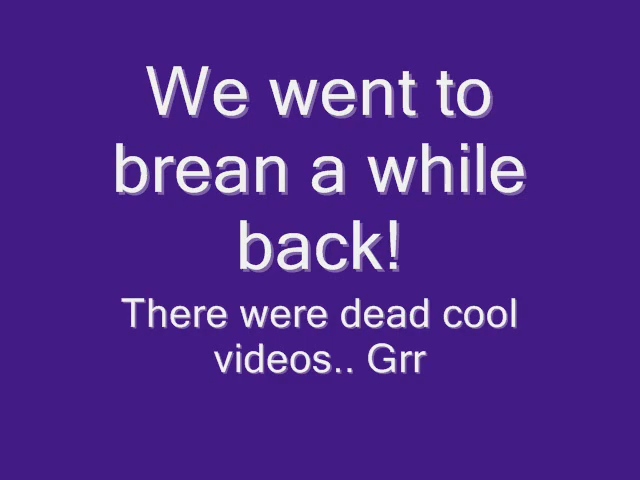 We went to
brean a while
back!
There were dead cool
videos.. Grr